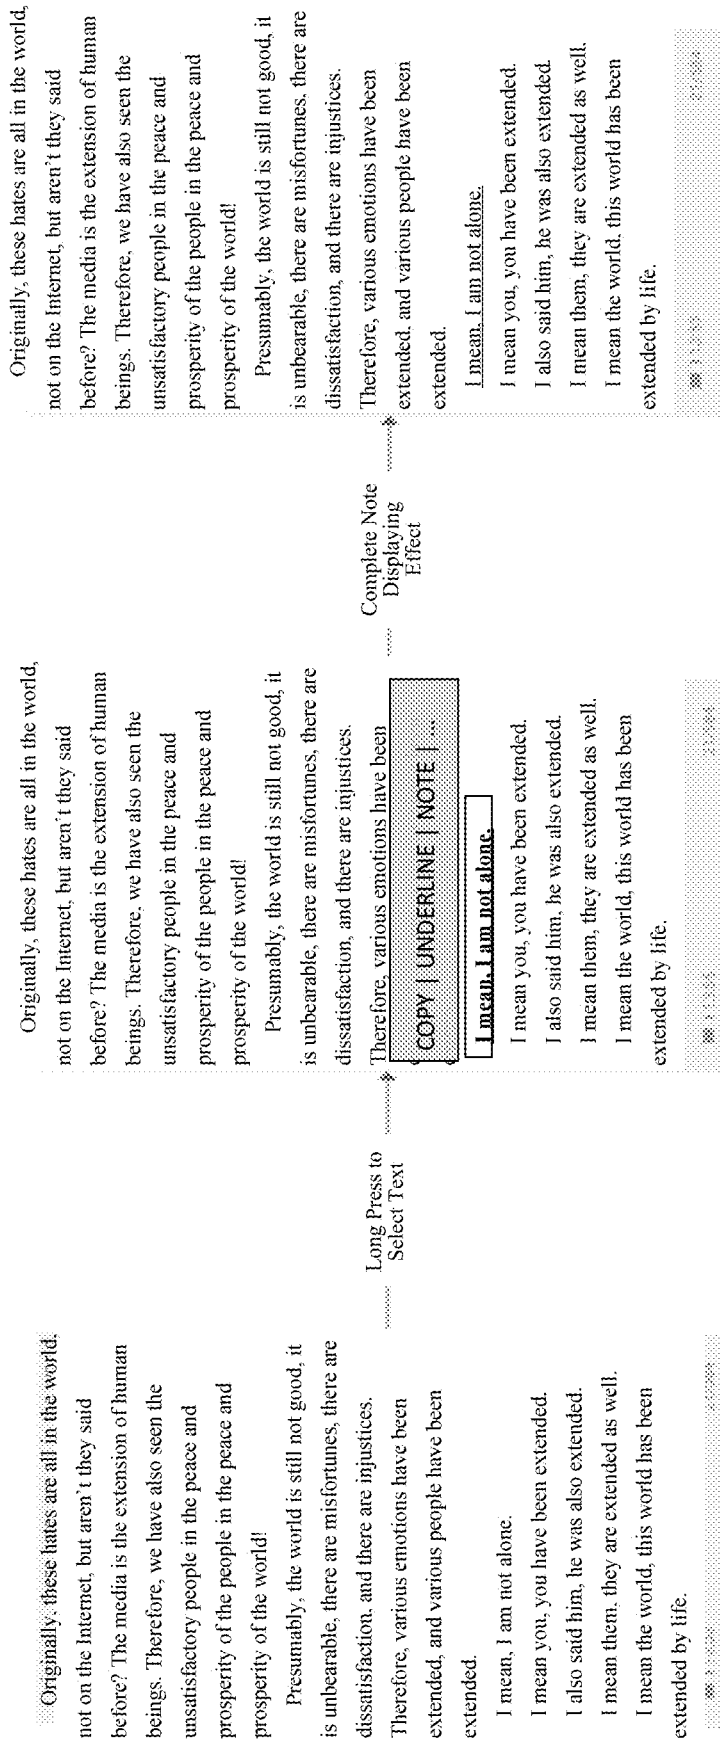 Originally, these hates are all in the world,
not on the Internet, but aren't they said
before? The media is the extension of human
beings. Therefore, we have also seen the
unsatisfactory people in the peace and
prosperity of the people in the peace and
prosperity of the world!
Presumably, the world is still not good, it
is unbearable, there are misfortunes, there are
dissatisfaction, and there are injustices.
Therefore, various emotions have been
extended, and various people have been
extended.
I mean, I am not alone.
I mean you, you have been extended.
I also said him, he was also extended.
I mean them, they are extended as well.
I mean the world, this world has been
extended by life.
Long Press to
Select Text
Originally, these hates are all in the world,
not on the Internet, but aren't they said
before? The media is the extension of human
beings. Therefore, we have also seen the
unsatisfactory people in the peace and
prosperity of the people in the peace and
prosperity of the world!
Presumably, the world is still not good, it
is unbearable, there are misfortunes, there are
dissatisfaction, and there are injustices.
Therefore, various emotions have been
COPY | UNDERLINE | NOTE | ...
I mean, I am not alone.
I mean you, you have been extended.
I also said him, he was also extended.
I mean them, they are extended as well.
I mean the world, this world has been
extended by life.
Complete Note
Displaying
Effect
Originally, these hates are all in the world,
not on the Internet, but aren't they said
before? The media is the extension of human
beings. Therefore, we have also seen the
unsatisfactory people in the peace and
prosperity of the people in the peace and
prosperity of the world!
Presumably, the world is still not good, it
is unbearable, there are misfortunes, there are
dissatisfaction, and there are injustices.
Therefore, various emotions have been
extended, and various people have been
extended.
I mean, I am not alone.
I mean you, you have been extended.
I also said him, he was also extended.
I mean them, they are extended as well.
I mean the world, this world has been
extended by life.